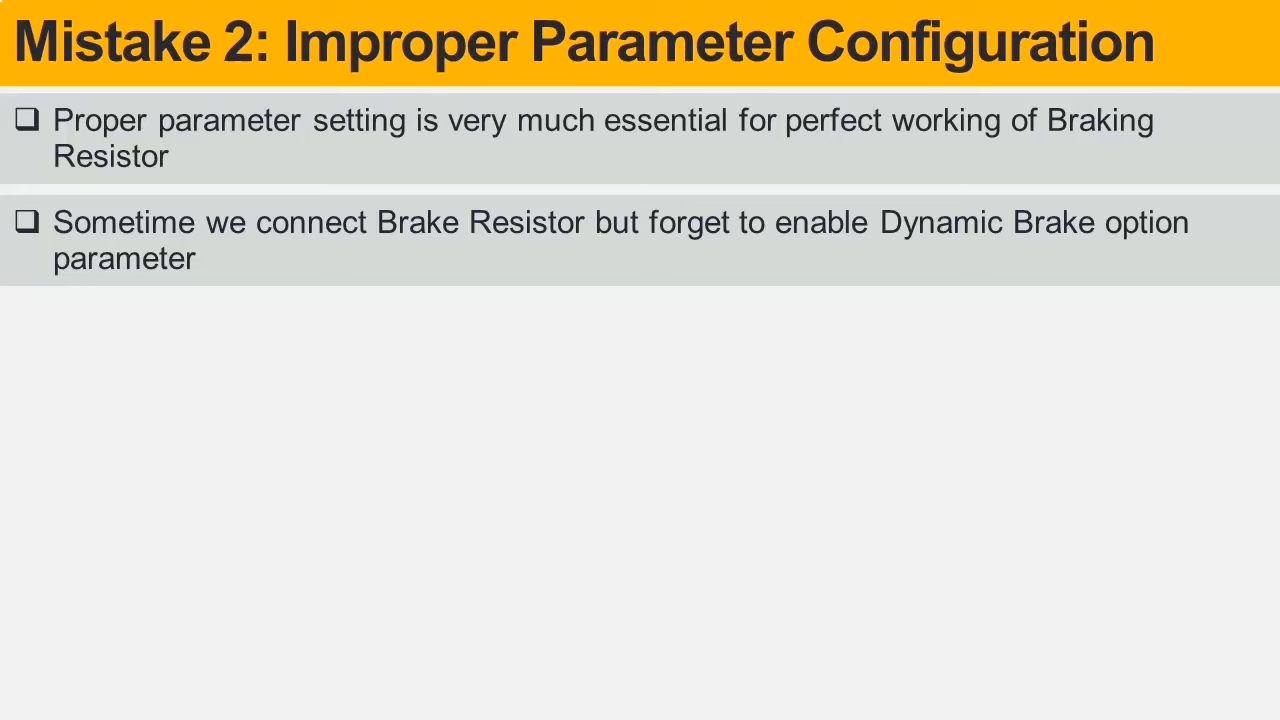 Mistake 2: Improper Parameter Configuration
❑ Proper parameter setting is very much essential for perfect working of Braking
Resistor
❑ Sometime we connect Brake Resistor but forget to enable Dynamic Brake option
parameter